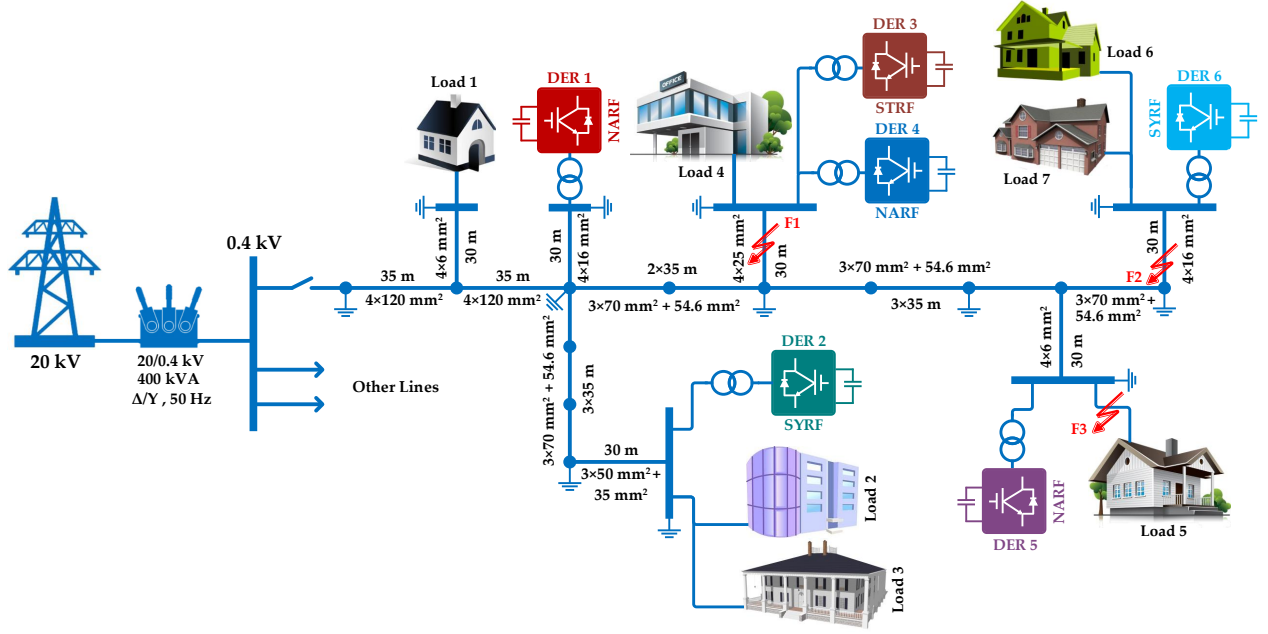 DER 3
STRF
DER 4
NARF
Load 6
DER 6
SYRF
Load 7
Load 1
DER 1
NARF
OFFICE
Load 4
4×6 mm²
30 m
30 m
4×16 mm²
4×25 mm²
30 m
F1
30 m
4×16 mm²
F2
0.4 kV
35 m
4×120 mm²
35 m
4×120 mm²
2×35 m
3×70 mm² + 54.6 mm²
3×70 mm² + 54.6 mm²
3×35 m
3×70 mm² +
54.6 mm²
20 kV
20/0.4 kV
400 kVA
Δ/Y , 50 Hz
Other Lines
3×70 mm² + 54.6 mm²
3×35 m
30 m
3×50 mm²+
35 mm²
DER 2
SYRF
Load 2
Load 3
4×6 mm²
30 m
F3
DER 5
NARF
Load 5